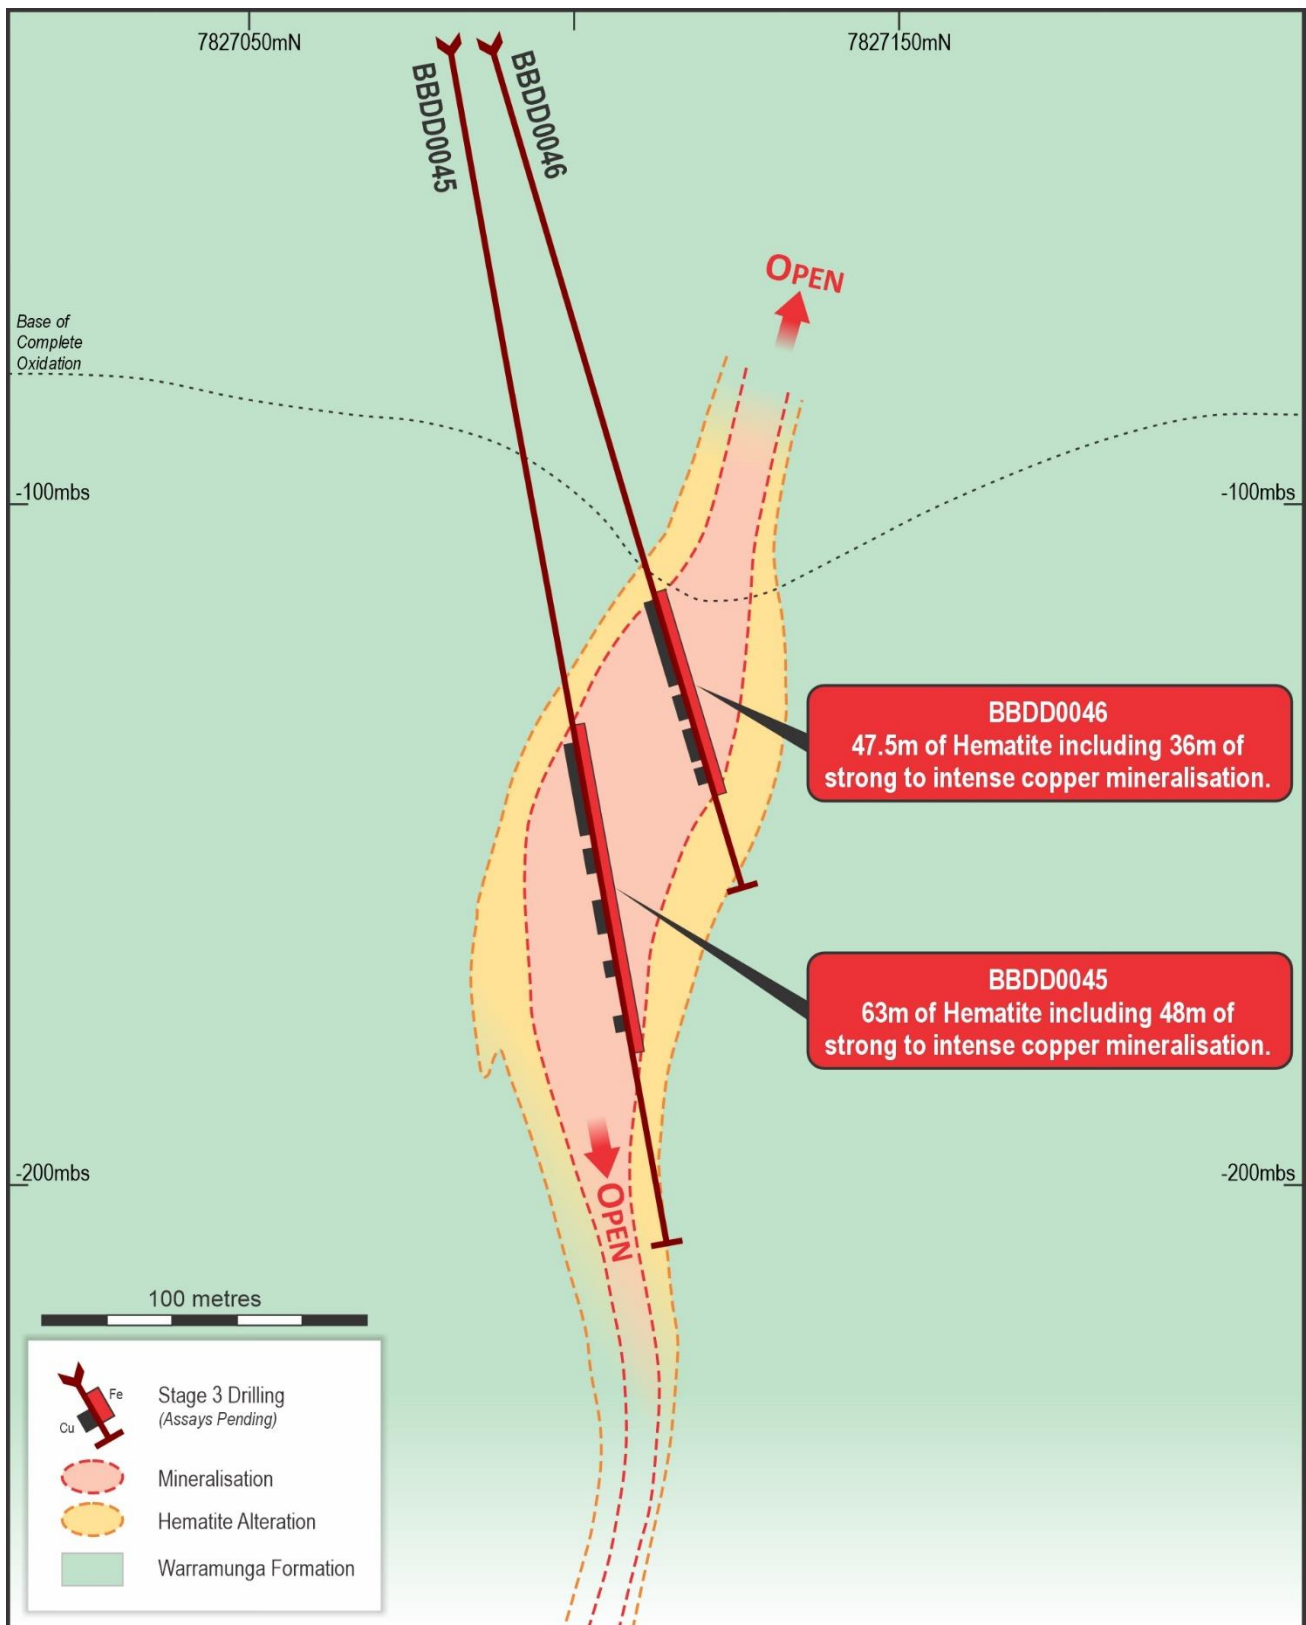 7827050mN
7827150mN
BBDD0045
BBDD0046
OPEN
Base of
Complete
Oxidation
-100mbs
-100mbs
BBDD0046
47.5m of Hematite including 36m of
strong to intense copper mineralisation.
BBDD0045
63m of Hematite including 48m of
strong to intense copper mineralisation.
-200mbs
-200mbs
OPEN
100 metres
Fe
Cu
Stage 3 Drilling
(Assays Pending)
Mineralisation
Hematite Alteration
Warramunga Formation